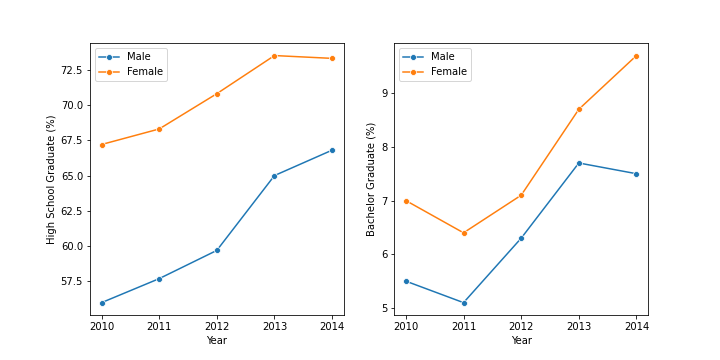 Male
Female
High School Graduate (%)
72.5
70.0
67.5
65.0
62.5
60.0
57.5
2010 2011 2012 2013 2014
Year
Male
Female
Bachelor Graduate (%)
9
8
7
6
5
2010 2011 2012 2013 2014
Year